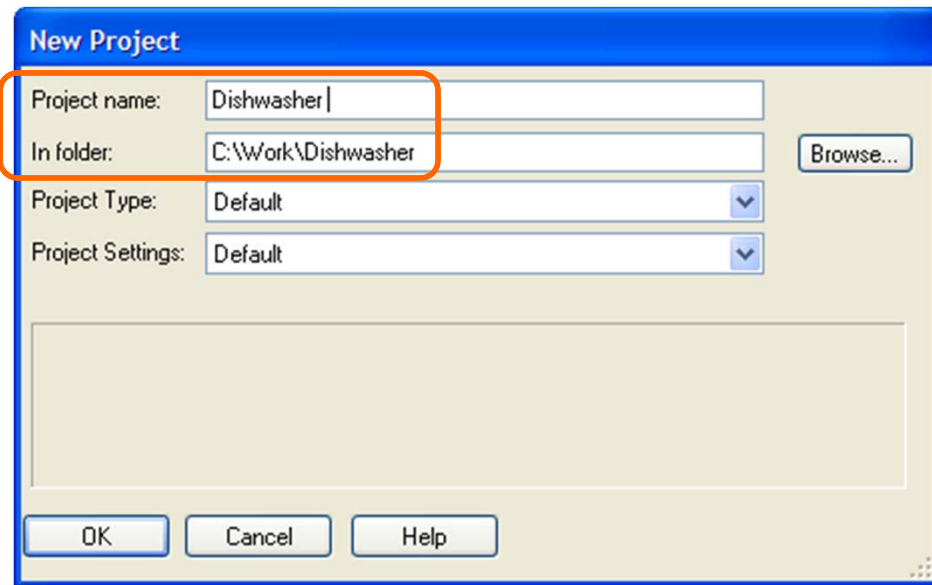 New Project
Project name: Dishwasher
In folder: C:\Work\Dishwasher Browse...
Project Type: Default
Project Settings: Default
OK Cancel Help